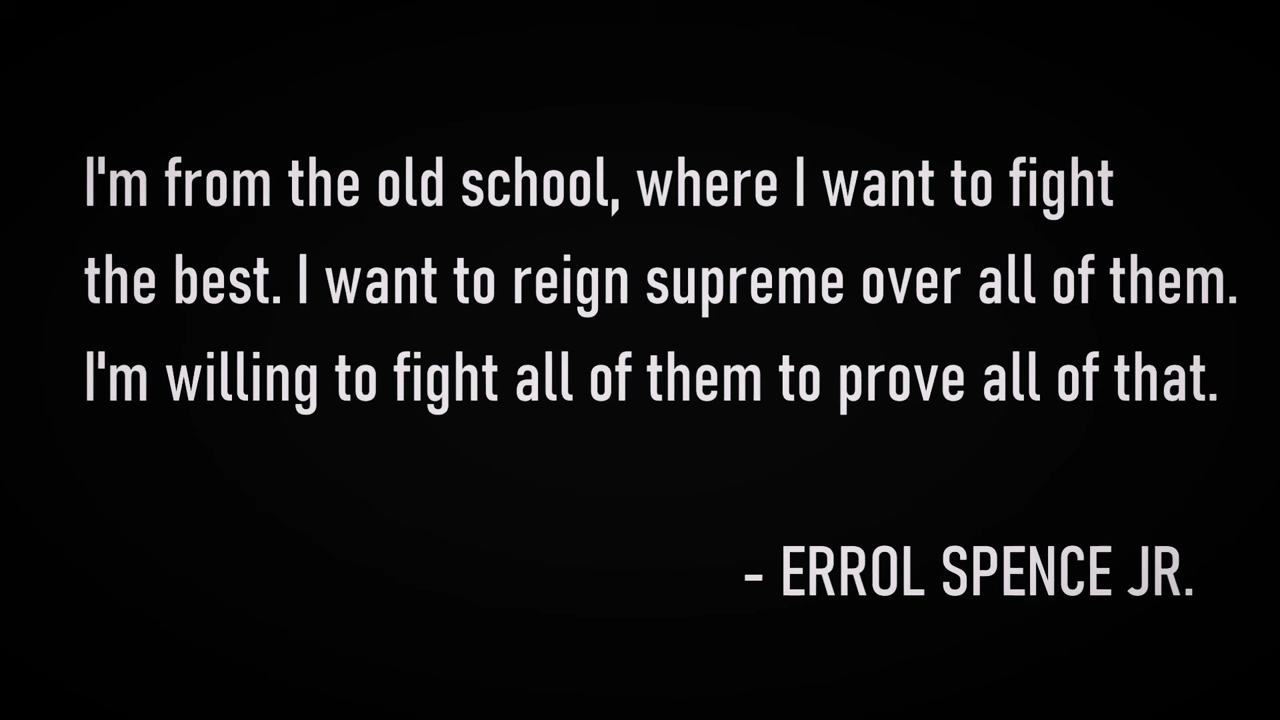 I'm from the old school, where I want to fight
the best. I want to reign supreme over all of them.
I'm willing to fight all of them to prove all of that.
- ERROL SPENCE JR.